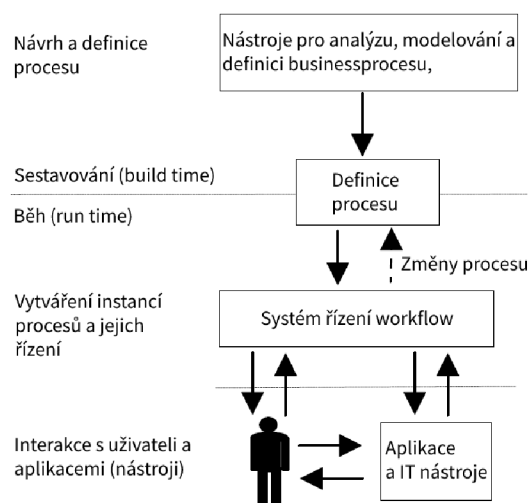 Návrh a definice
procesu
Nástroje pro analýzu, modelování a
definici businessprocesu,
Sestavování (build time)
Definice
procesu
Běh (run time)
Změny procesu
Vytváření instancí
procesů a jejich
řízení
Systém řízení workflow
Interakce s uživateli a
aplikacemi (nástroji)
Aplikace
a IT nástroje